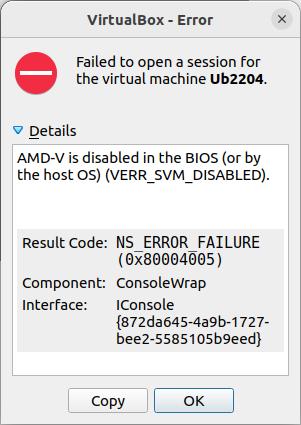 VirtualBox - Error
Failed to open a session for
the virtual machine Ub2204.
Details
AMD-V is disabled in the BIOS (or by
the host OS) (VERR_SVM_DISABLED).
Result Code: NS_ERROR_FAILURE
(0x80004005)
Component: ConsoleWrap
Interface: IConsole
{872da645-4a9b-1727-
bee2-5585105b9eed}
Copy OK